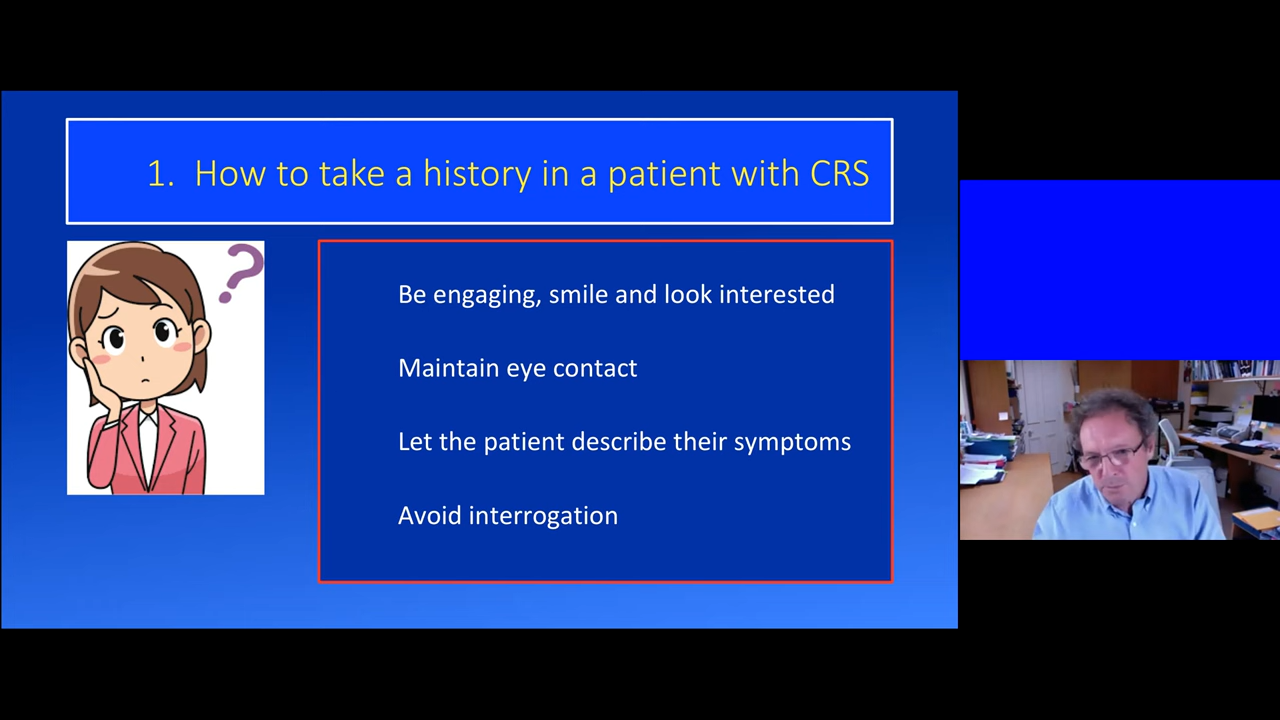 1. How to take a history in a patient with CRS
?
Be engaging, smile and look interested
Maintain eye contact
Let the patient describe their symptoms
Avoid interrogation